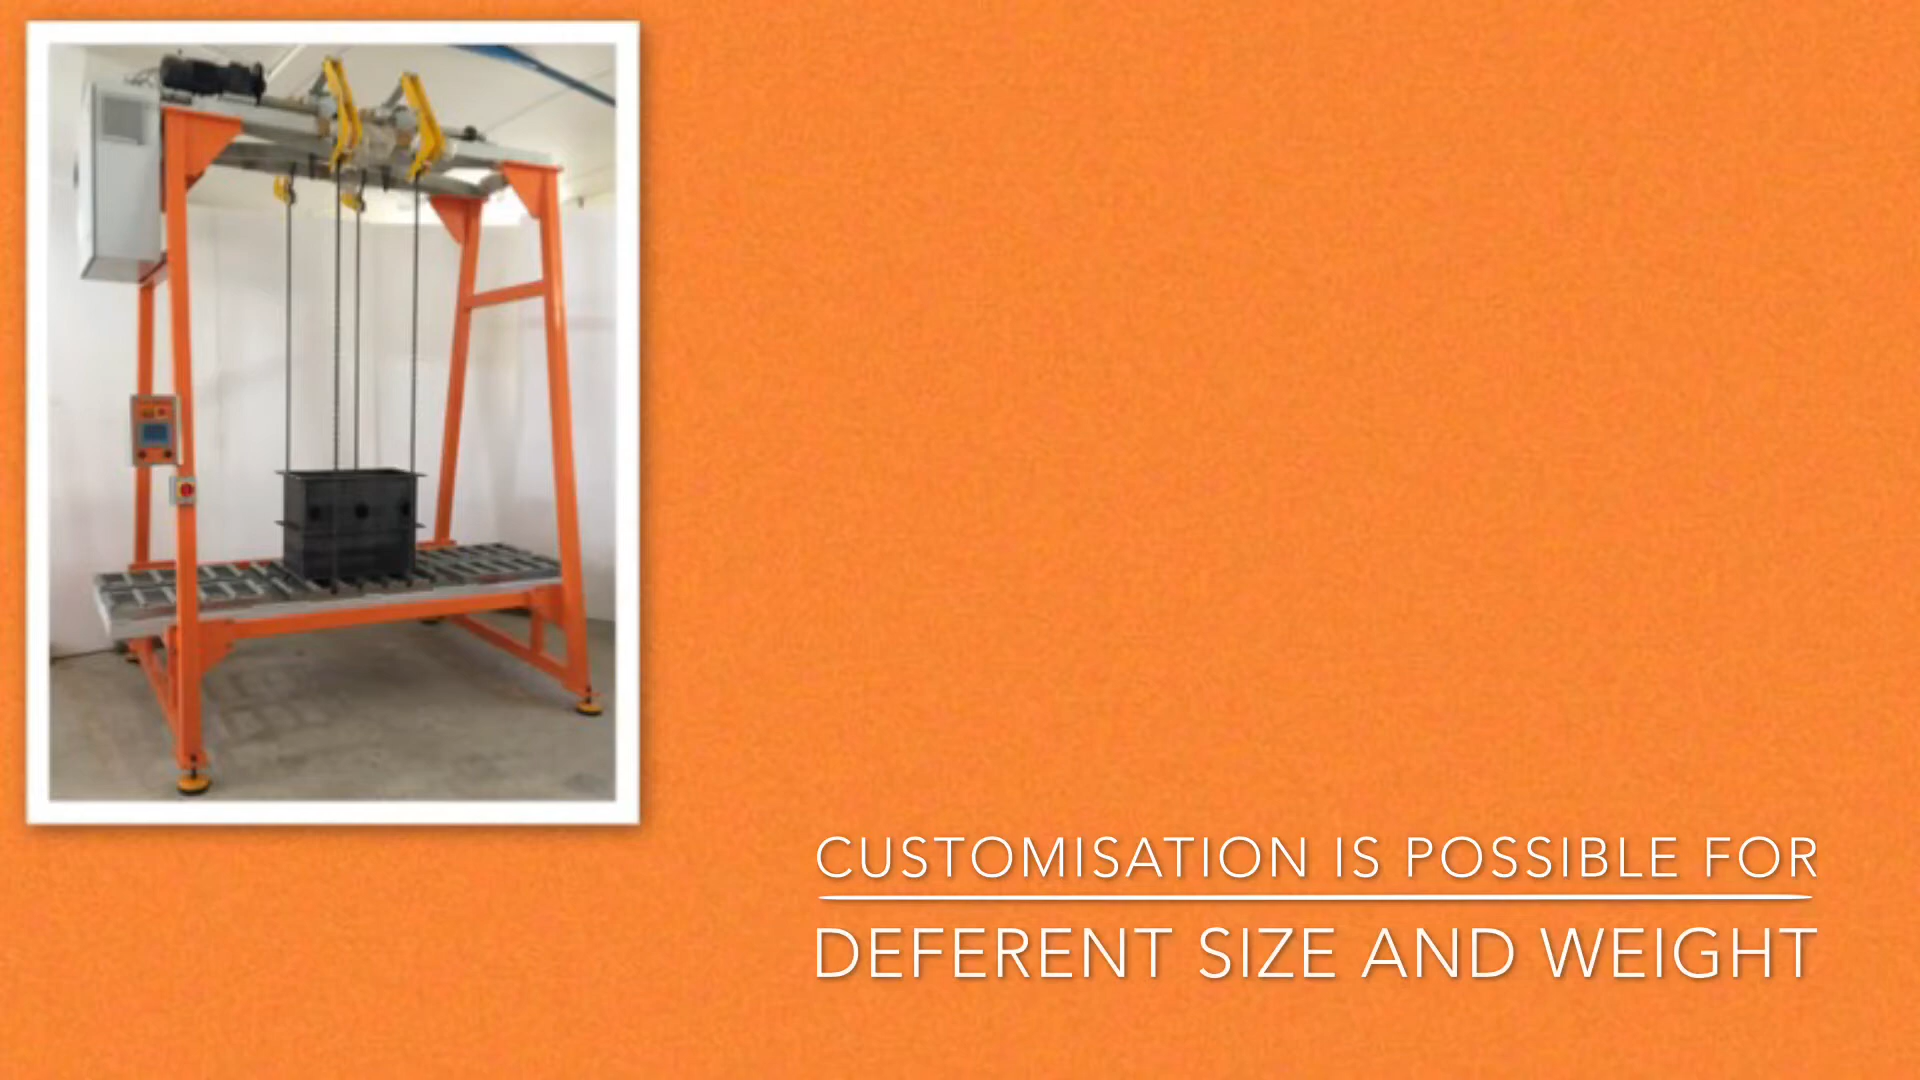 CUSTOMISATION IS POSSIBLE FOR
DEFERENT SIZE AND WEIGHT